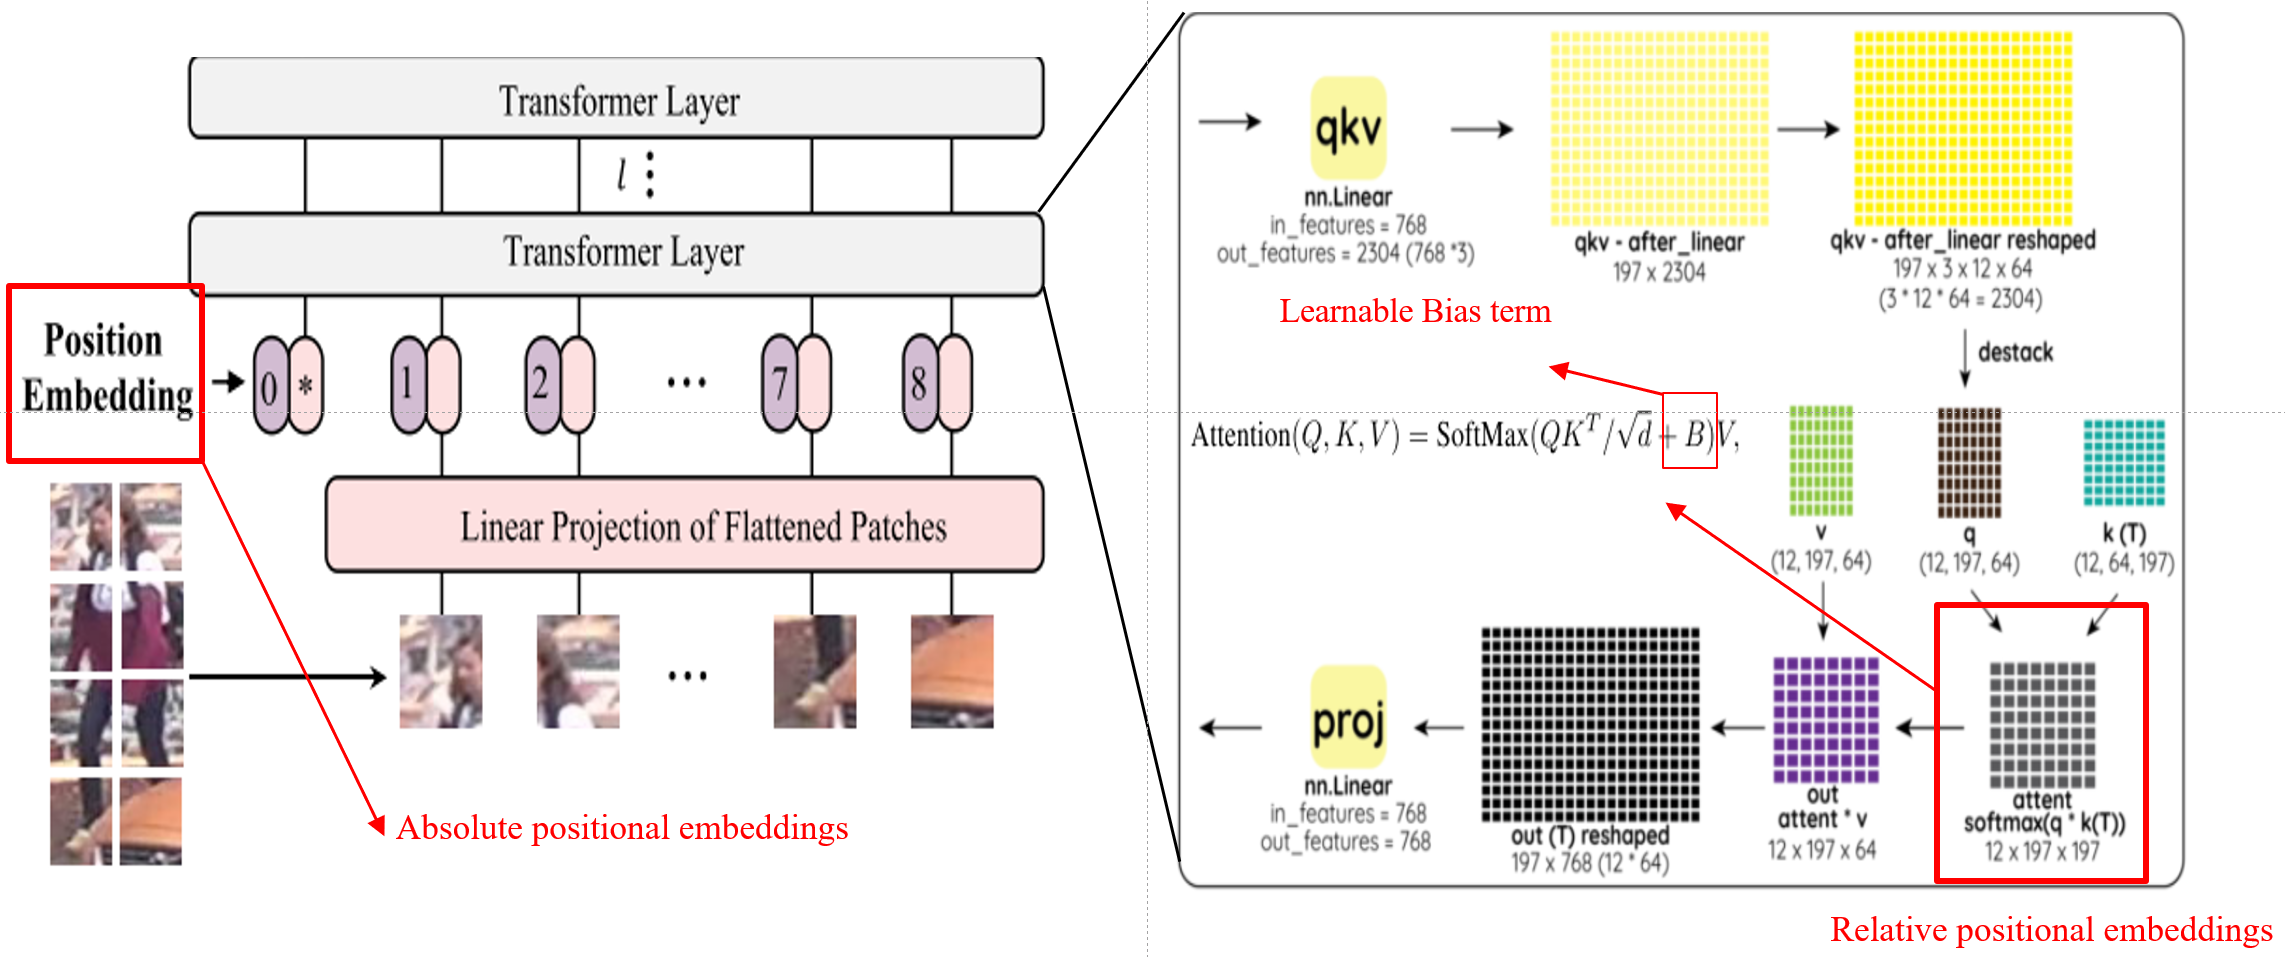 Transformer Layer
l
Transformer Layer
Position
Embedding
0 * 1 2 ... 7 8
Linear Projection of Flattened Patches
...
Absolute positional embeddings
qkv
nn.Linear
in_features = 768
out_features = 2304 (768 *3)
qkv - after_linear
197 x 2304
qkv - after_linear reshaped
197 x 3 x 12 x 64
(3 * 12 * 64 = 2304)
destack
Learnable Bias term
Attention(Q, K, V) = SoftMax(QK^T/√d + B)V,
v
(12, 197, 64)
q
(12, 197, 64)
k (T)
(12, 64, 197)
attent
softmax(q * k(T))
12 x 197 x 197
out
attent * v
12 x 197 x 64
out (T) reshaped
197 x 768 (12 * 64)
proj
nn.Linear
in_features = 768
out_features = 768
Relative positional embeddings